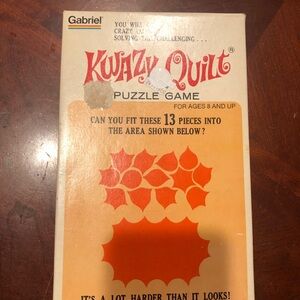 Gabriel
YOU WILL
CRAZY
SOLVING THIS CHALLENGING . . .
KWAZY QUILT®
PUZZLE GAME
FOR AGES 8 AND UP
CAN YOU FIT THESE 13 PIECES INTO
THE AREA SHOWN BELOW?
IT'S A LOT HARDER THAN IT LOOKS!